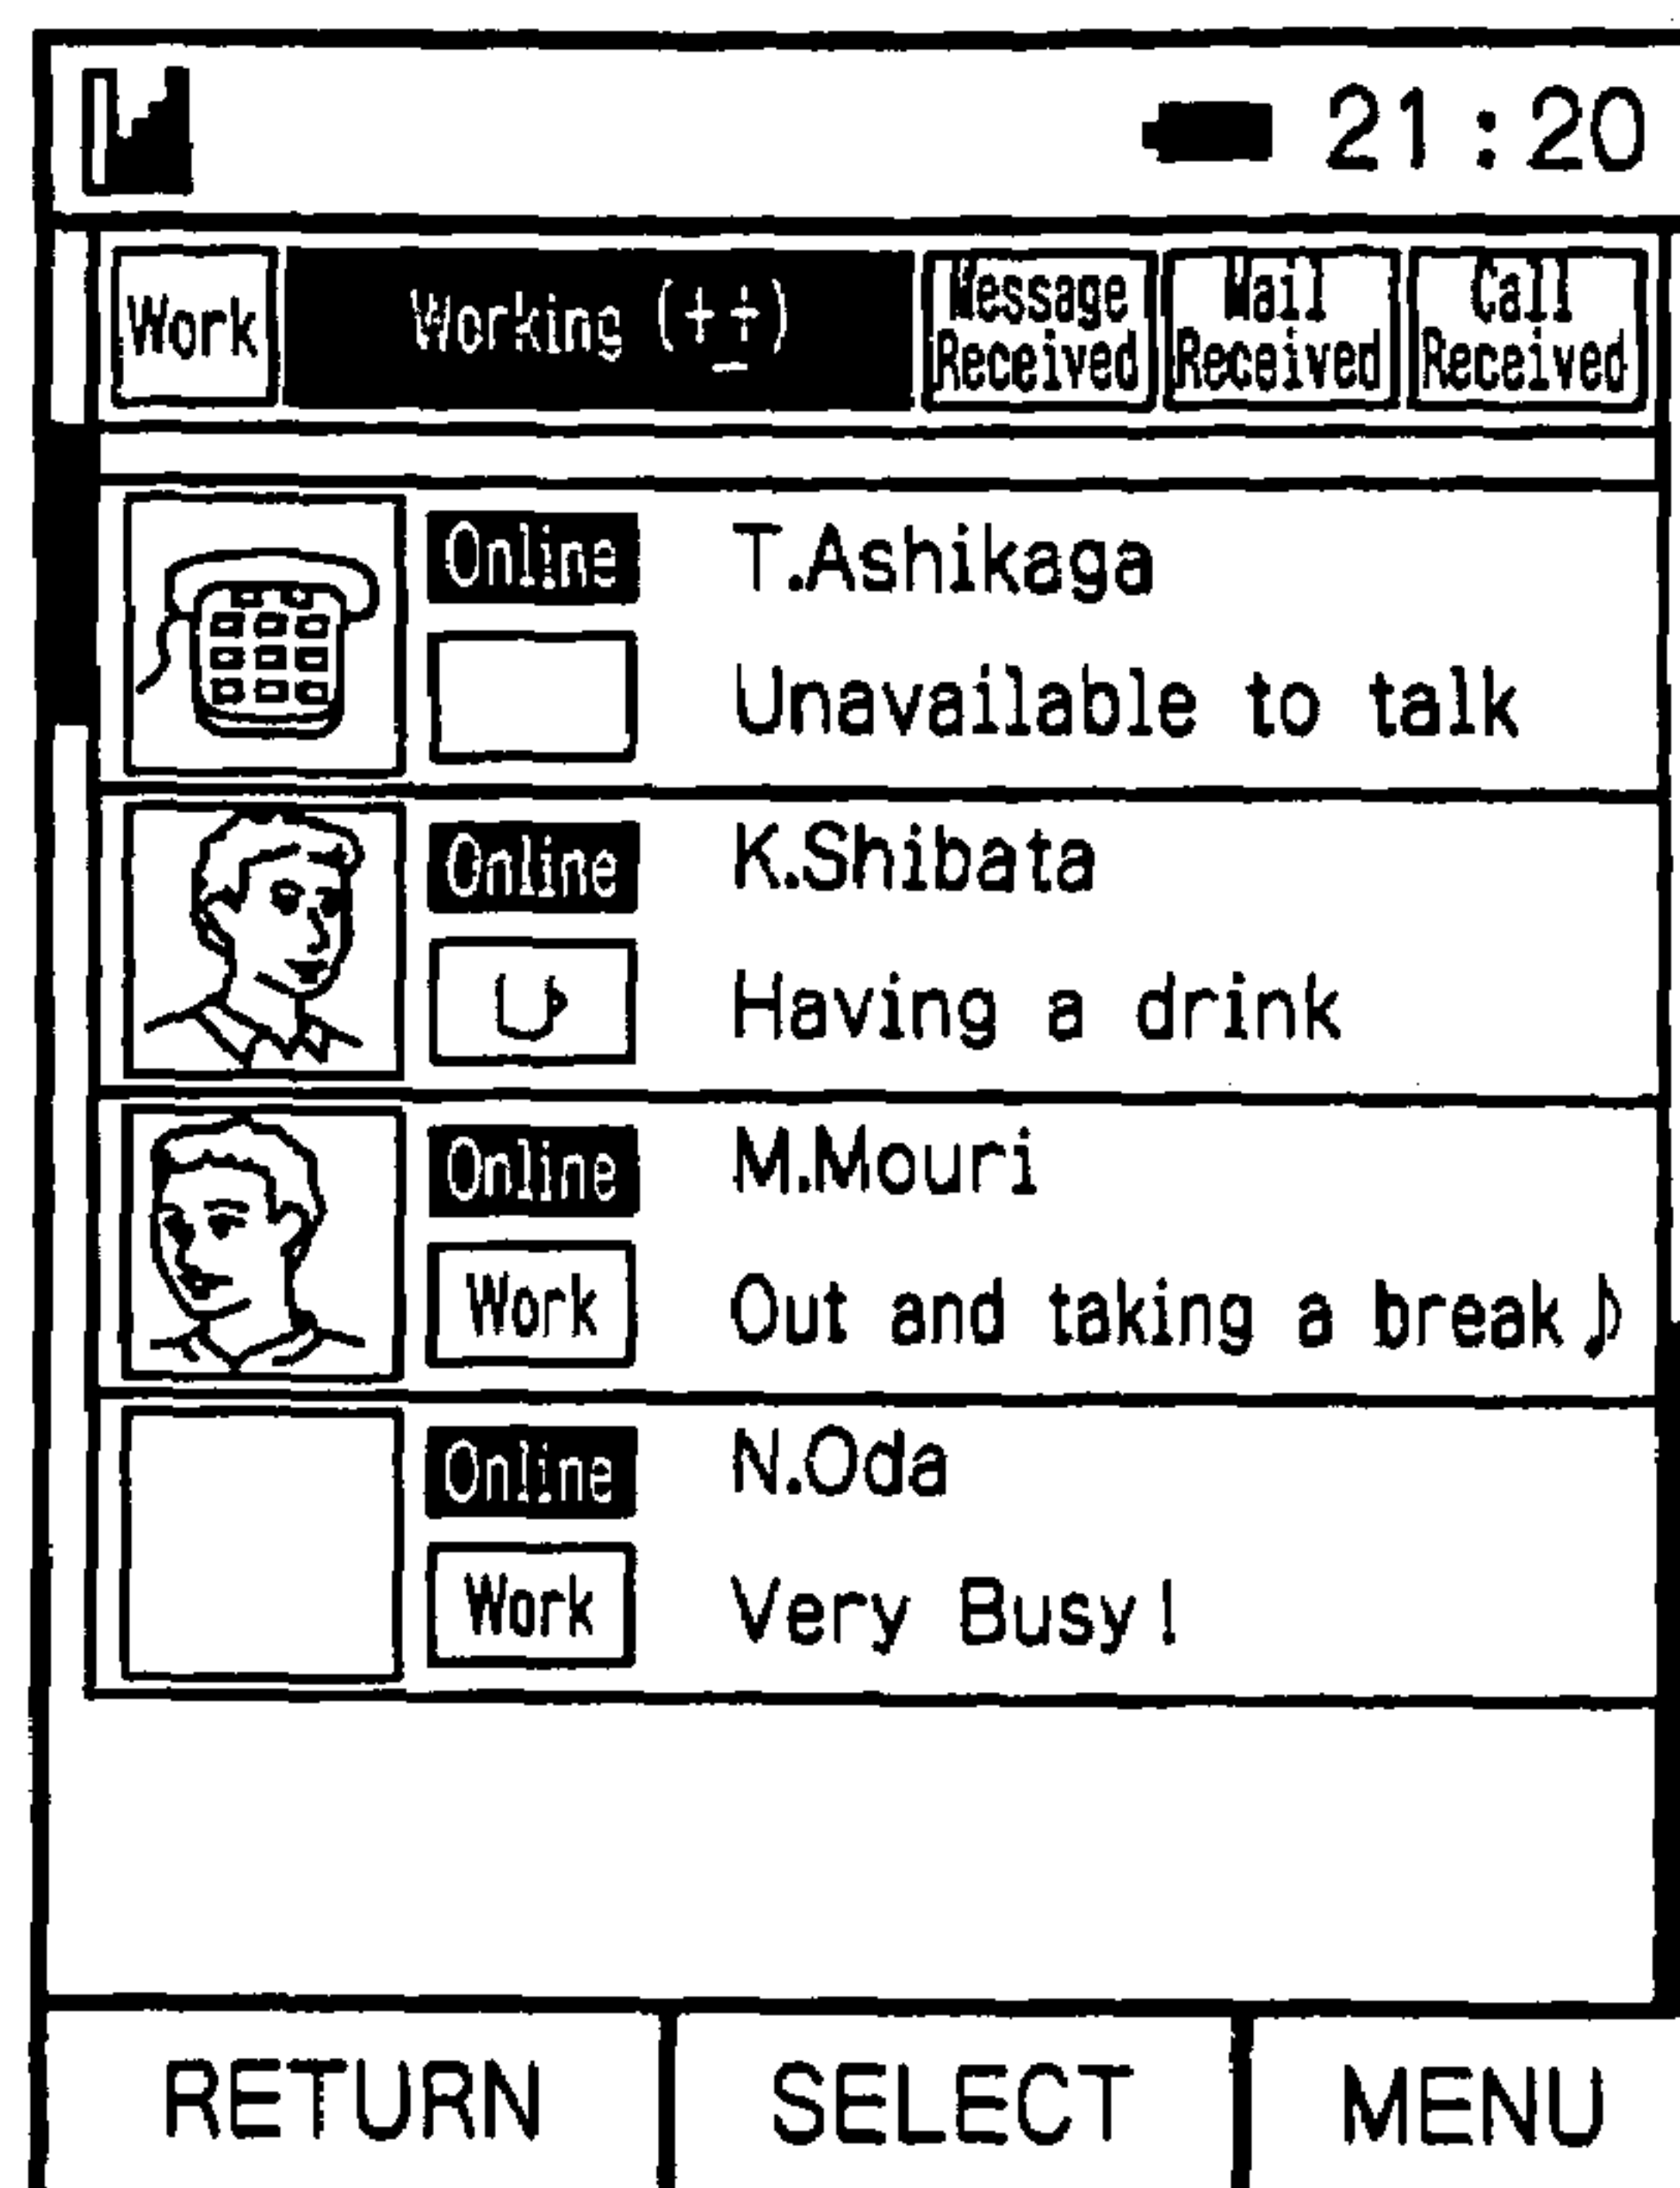 21:20
Work
Working (++)
Message Received
Mail Received
Call Received
Online T.Ashikaga
Unavailable to talk
Online K.Shibata
Having a drink
Online M.Mouri
Work Out and taking a break♪
Online N.Oda
Work Very Busy!
RETURN SELECT MENU